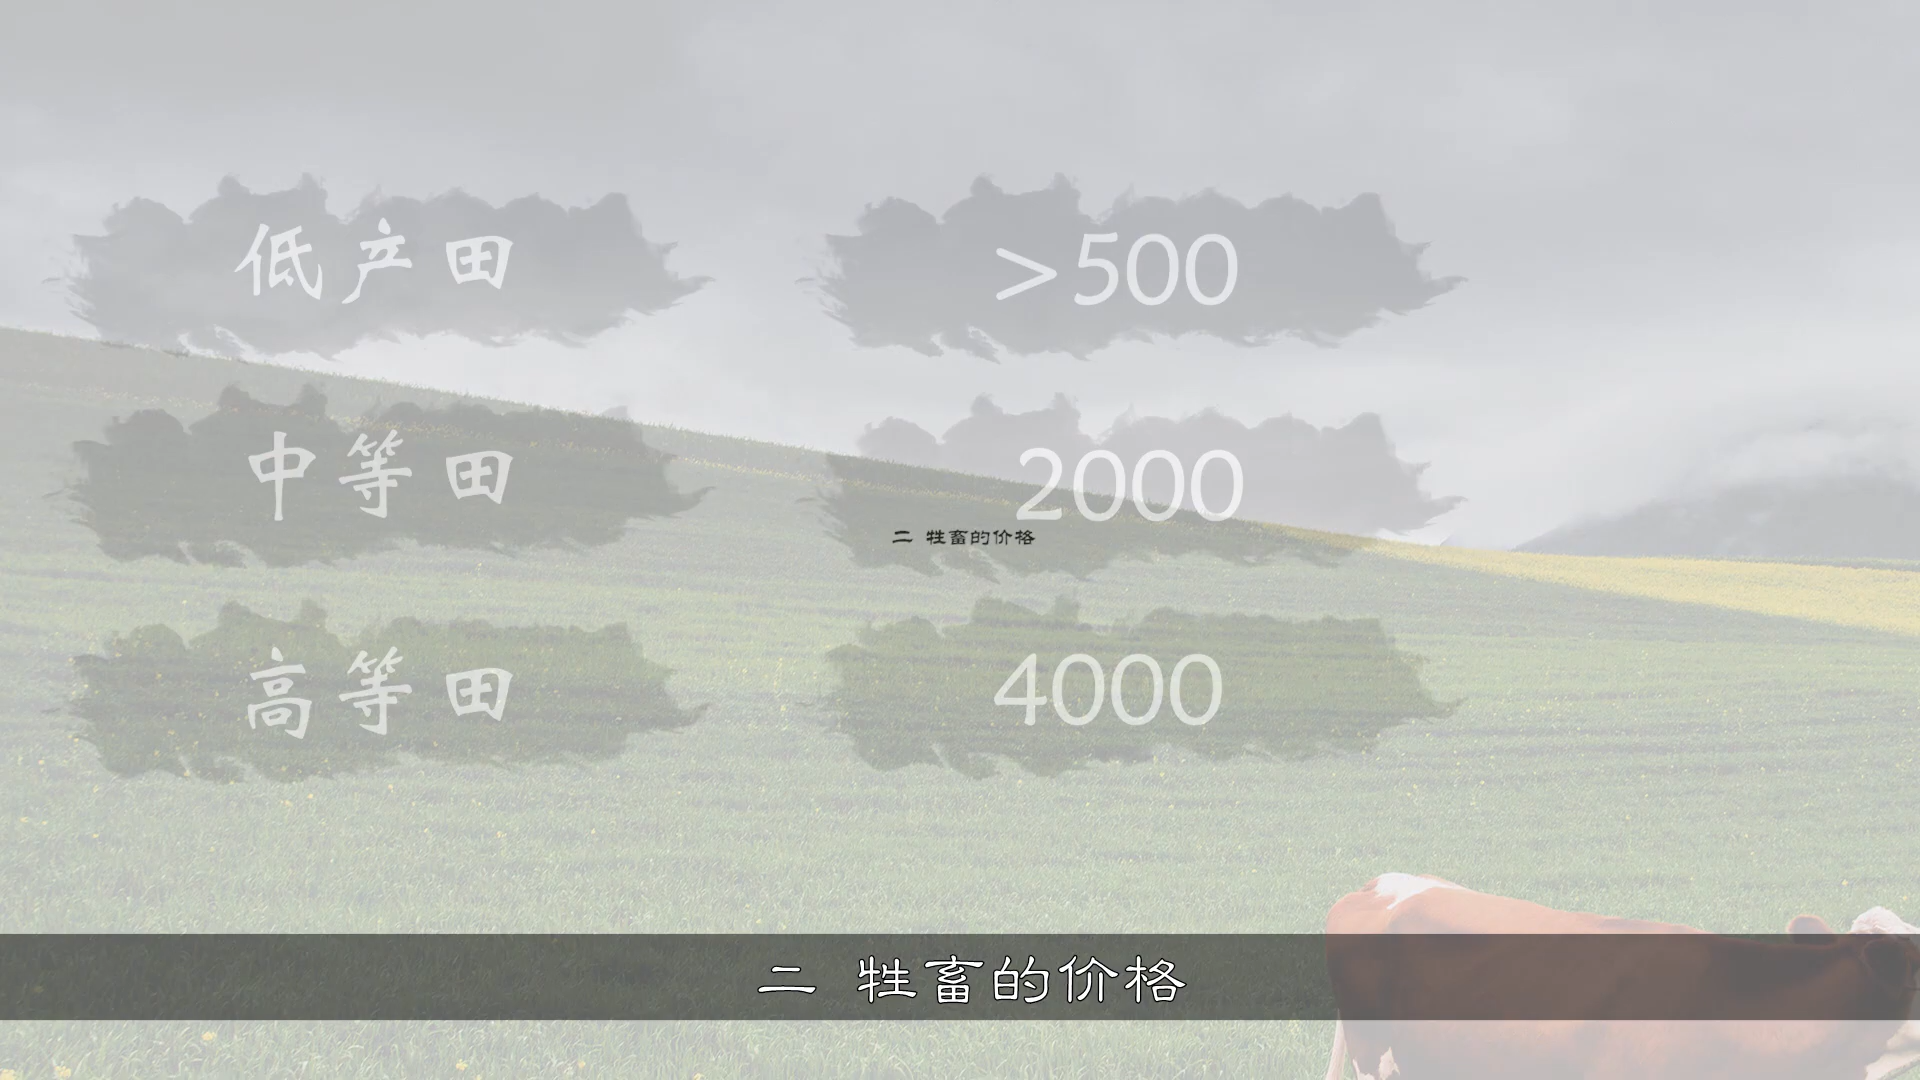 低产田 >500
中等田 2000
二 牲畜的价格
高等田 4000
二 牲畜的价格